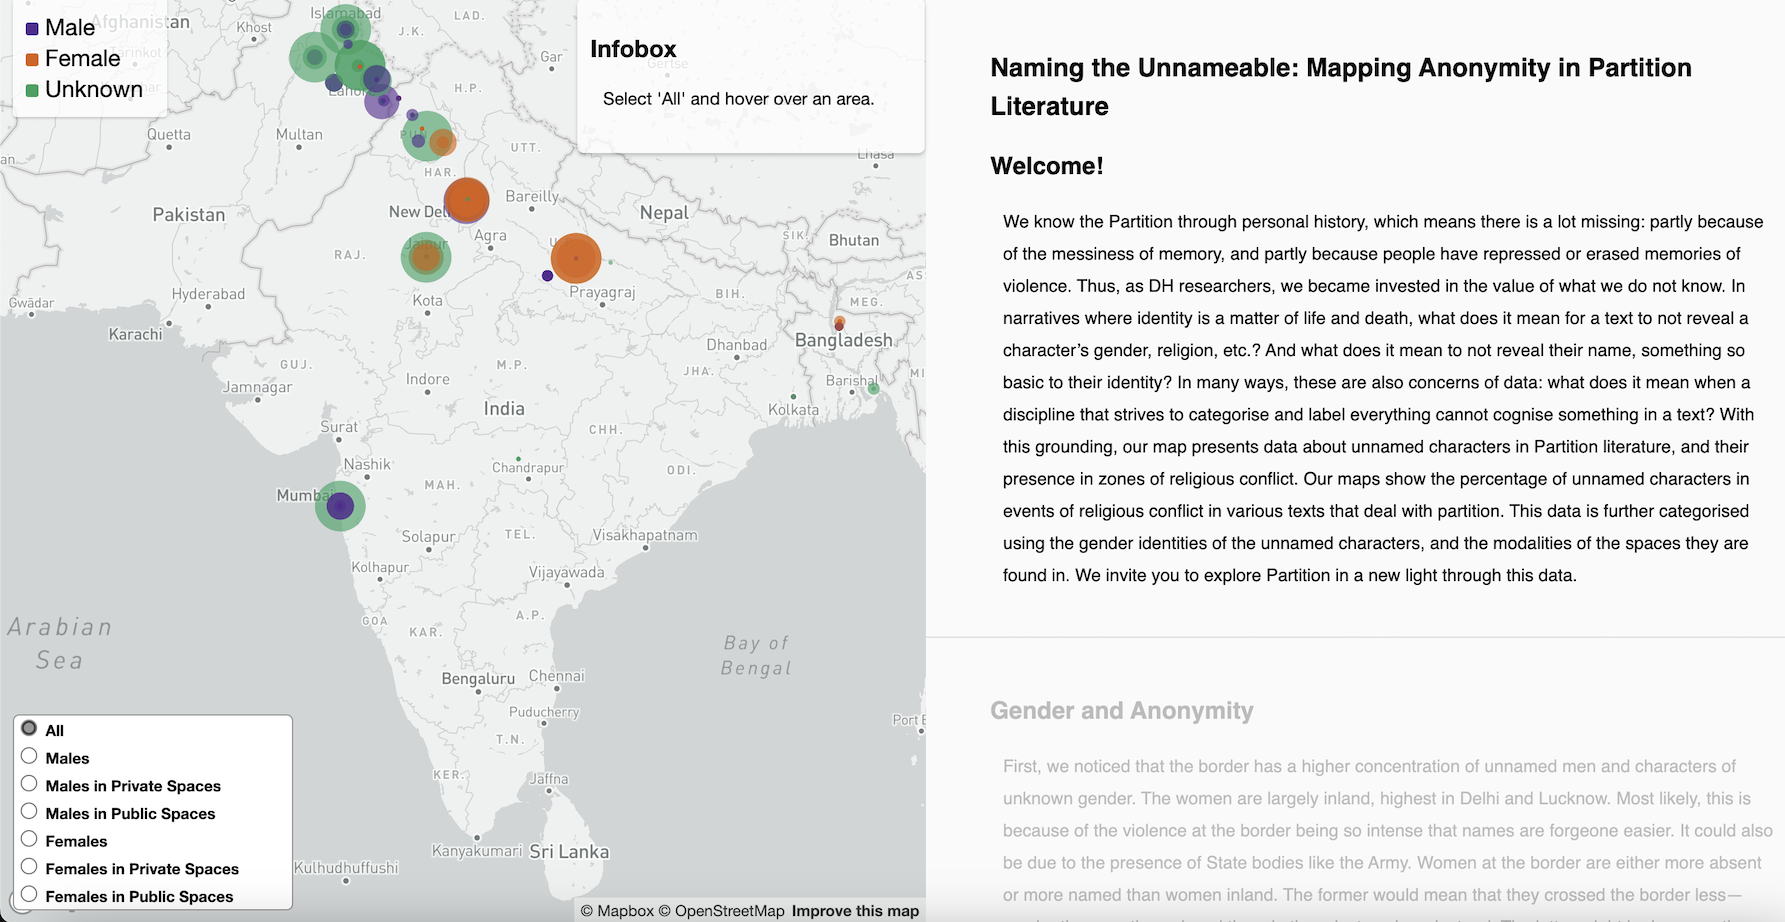 Male
Female
Unknown
Afghanistan
Khost
Tarinkot
Islamabad
LAD.
J.K.
Gar
Gertse
Infobox
Select 'All' and hover over an area.
Lahore
H.P.
Quetta
Multan
UTT.
Lhasa
HAR.
Bareilly
New Delhi
Pakistan
Nepal
Jaipur
Agra
SIK.
Bhutan
RAJ.
Gwādar
Hyderabad
Kota
Prayagraj
BIH.
MEG.
Karachi
Bangladesh
Dhanbad
GUJ.
M.P.
JHA.
Jamnagar
Indore
Barishal
India
Kolkata
Surat
CHH.
Nashik
Chandrapur
ODI.
MAH.
Mumbai
Solapur
TEL.
Visakhapatnam
Kolhapur
Vijayawada
GOA
KAR.
A.P.
Arabian
Sea
Bay of
Bengal
Bengaluru
Chennai
Puducherry
T.N.
KER.
Jaffna
Kanyakumari
Sri Lanka
Kulhudhuffushi
All
Males
Males in Private Spaces
Males in Public Spaces
Females
Females in Private Spaces
Females in Public Spaces
© Mapbox © OpenStreetMap Improve this map
Naming the Unnameable: Mapping Anonymity in Partition
Literature
Welcome!
We know the Partition through personal history, which means there is a lot missing: partly because
of the messiness of memory, and partly because people have repressed or erased memories of
violence. Thus, as DH researchers, we became invested in the value of what we do not know. In
narratives where identity is a matter of life and death, what does it mean for a text to not reveal a
character’s gender, religion, etc.? And what does it mean to not reveal their name, something so
basic to their identity? In many ways, these are also concerns of data: what does it mean when a
discipline that strives to categorise and label everything cannot cognise something in a text? With
this grounding, our map presents data about unnamed characters in Partition literature, and their
presence in zones of religious conflict. Our maps show the percentage of unnamed characters in
events of religious conflict in various texts that deal with partition. This data is further categorised
using the gender identities of the unnamed characters, and the modalities of the spaces they are
found in. We invite you to explore Partition in a new light through this data.
Gender and Anonymity
First, we noticed that the border has a higher concentration of unnamed men and characters of
unknown gender. The women are largely inland, highest in Delhi and Lucknow. Most likely, this is
because of the violence at the border being so intense that names are forgeone easier. It could also
be due to the presence of State bodies like the Army. Women at the border are either more absent
or more named than women inland. The former would mean that they crossed the border less—